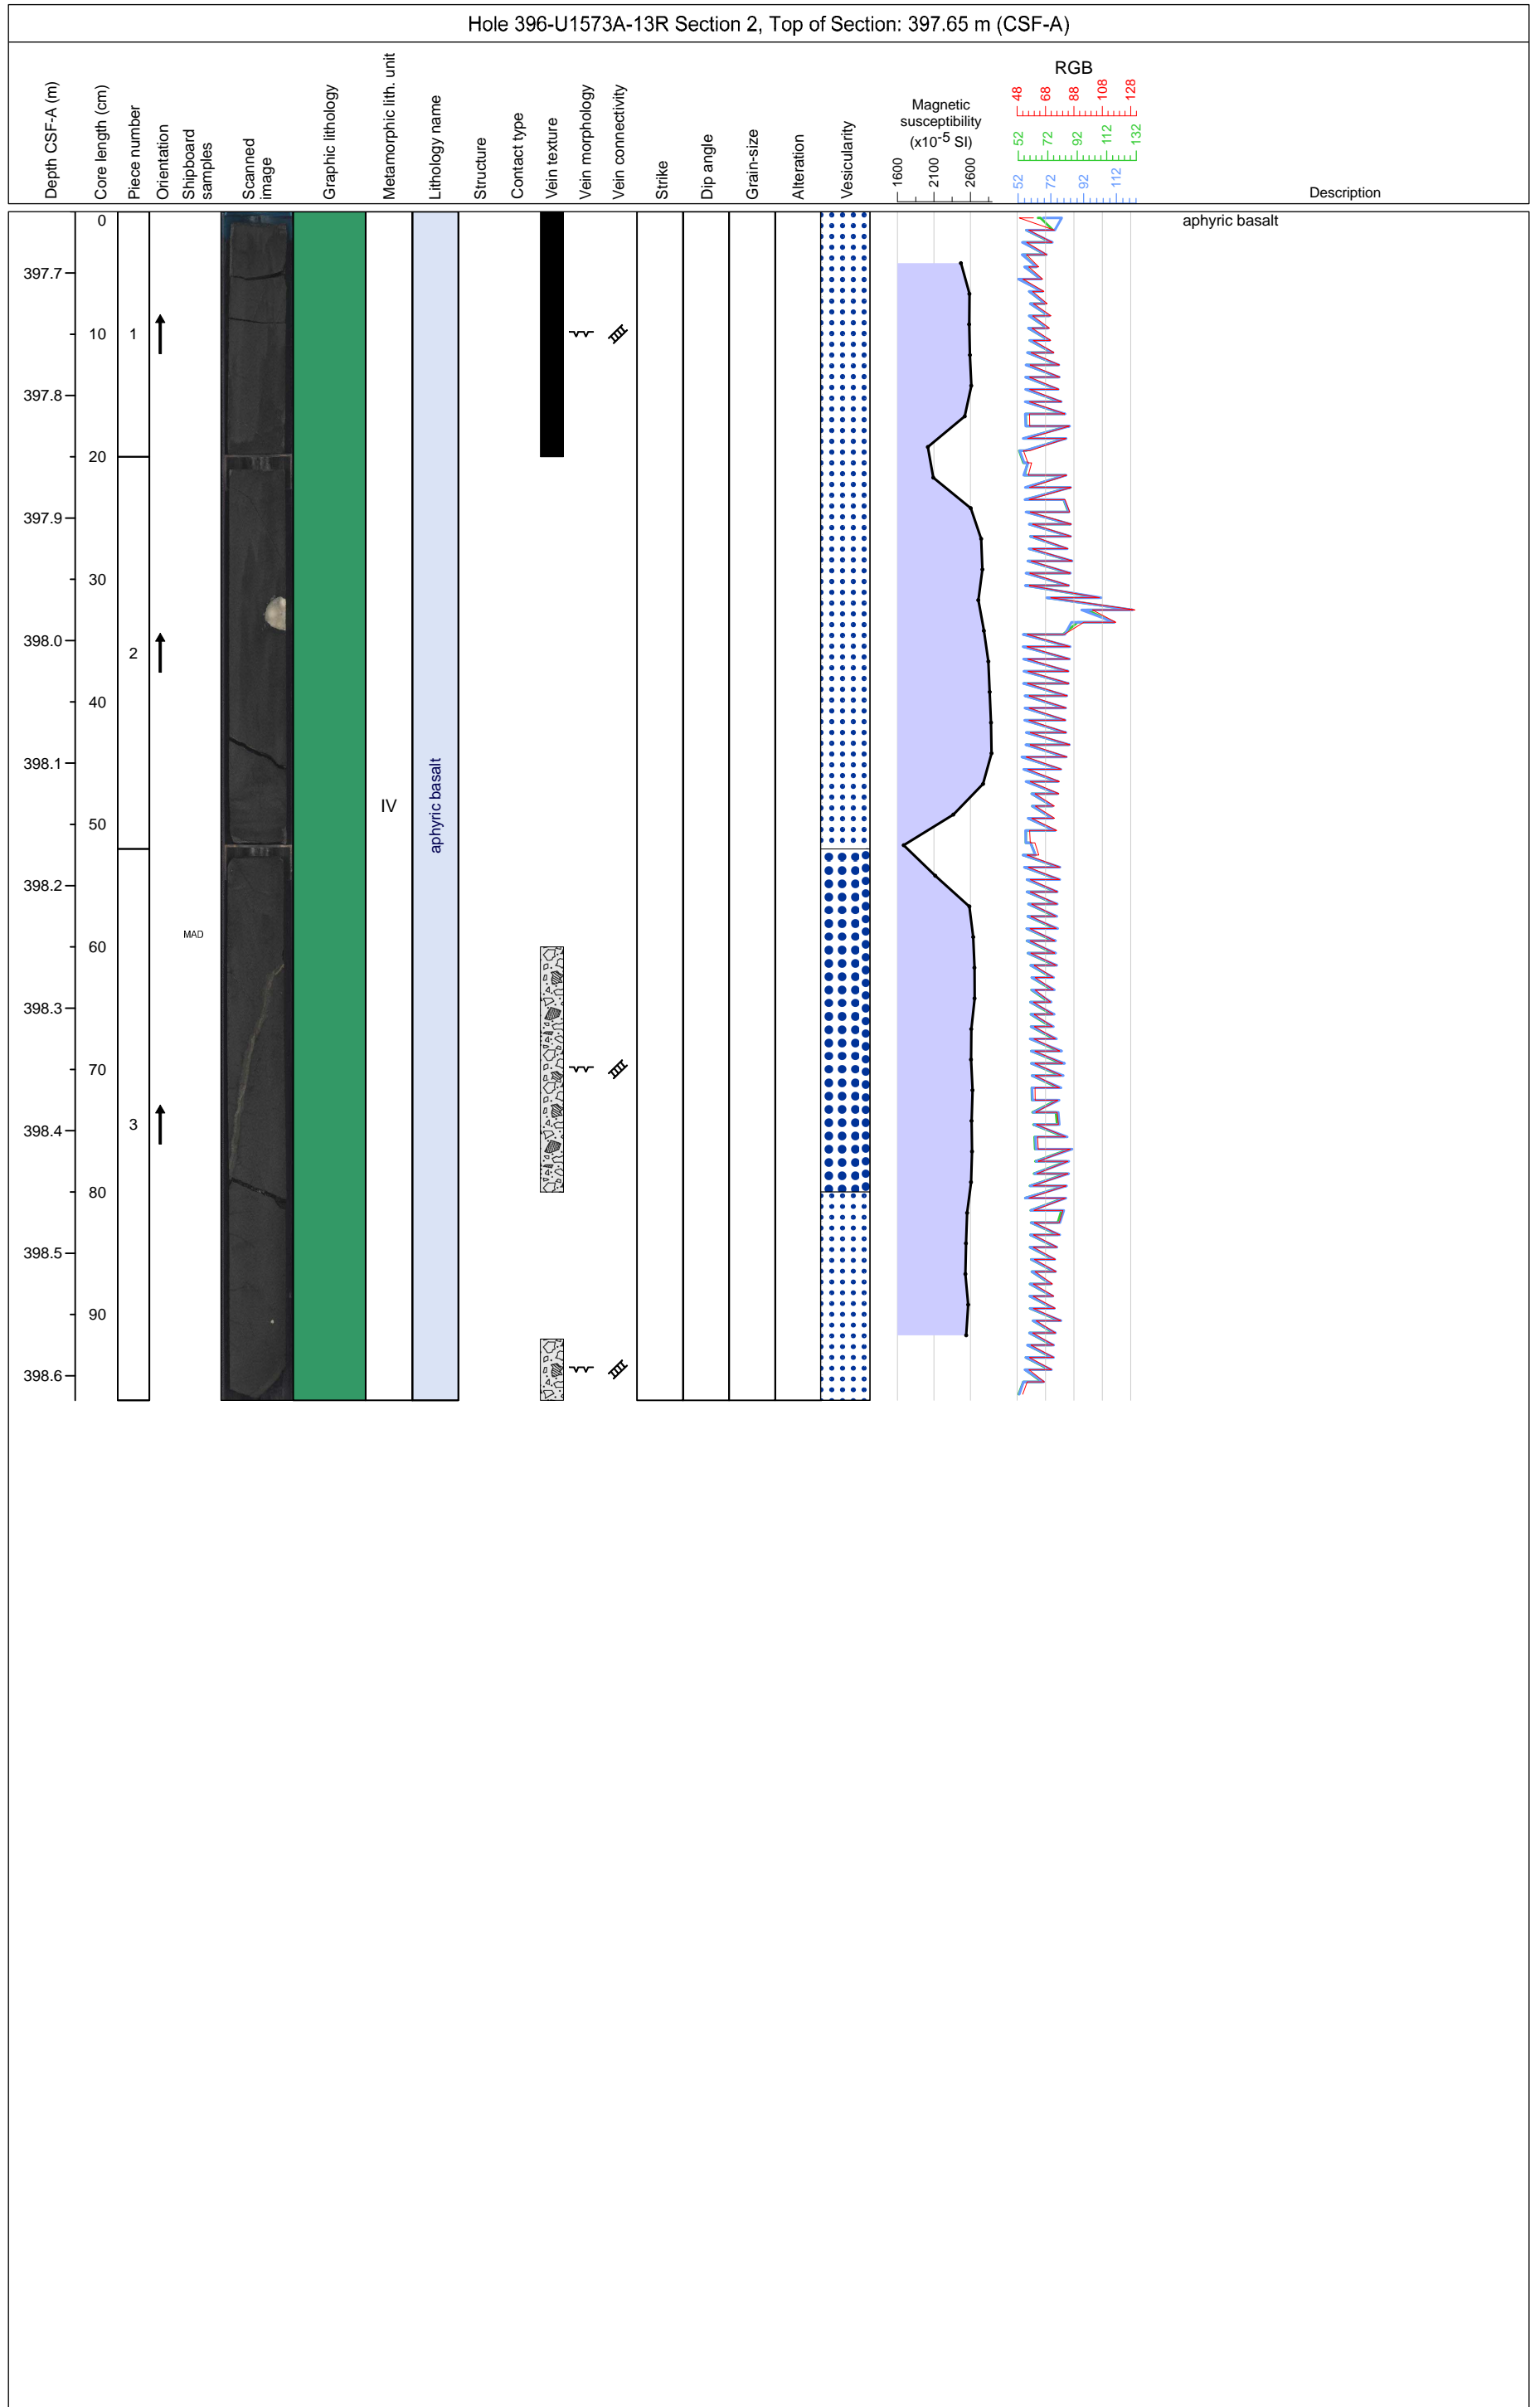 Hole 396-U1573A-13R Section 2, Top of Section: 397.65 m (CSF-A)
Depth CSF-A (m)
Core length (cm)
Piece number
Orientation
Shipboard
samples
Scanned
image
Graphic lithology
Metamorphic lith. unit
Lithology name
Structure
Contact type
Vein texture
Vein morphology
Vein connectivity
Strike
Dip angle
Grain-size
Alteration
Vesicularity
Magnetic
susceptibility
(x10-5 SI)
1600
2100
2600
RGB
48
68
88
108
128
52
72
92
112
132
52
72
92
112
Description
0
aphyric basalt
397.7
10
1
397.8
20
397.9
30
398.0
2
40
398.1
IV
aphyric basalt
50
398.2
MAD
60
398.3
70
3
398.4
80
398.5
90
398.6